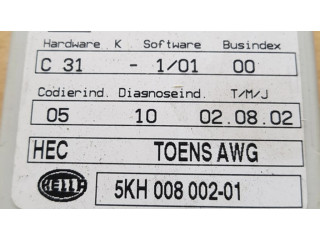 Hardware K Software Busindex
C 31 - 1/01 00
Codierind. Diagnoseind. T/M/J
05 10 02.08.02
HEC TOENS AWG
HELLA 5KH 008 002-01